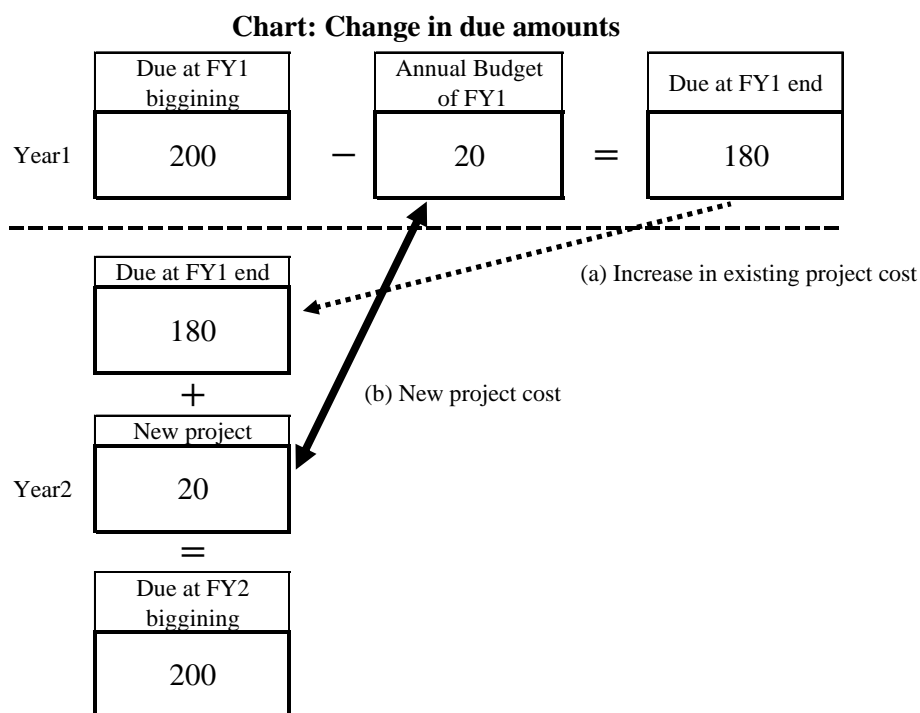 Chart: Change in due amounts
Due at FY1
biggining
Annual Budget
of FY1
Due at FY1 end
Year1
200
−
20
=
180
Due at FY1 end
(a) Increase in existing project cost
180
+
(b) New project cost
New project
Year2
20
=
Due at FY2
biggining
200